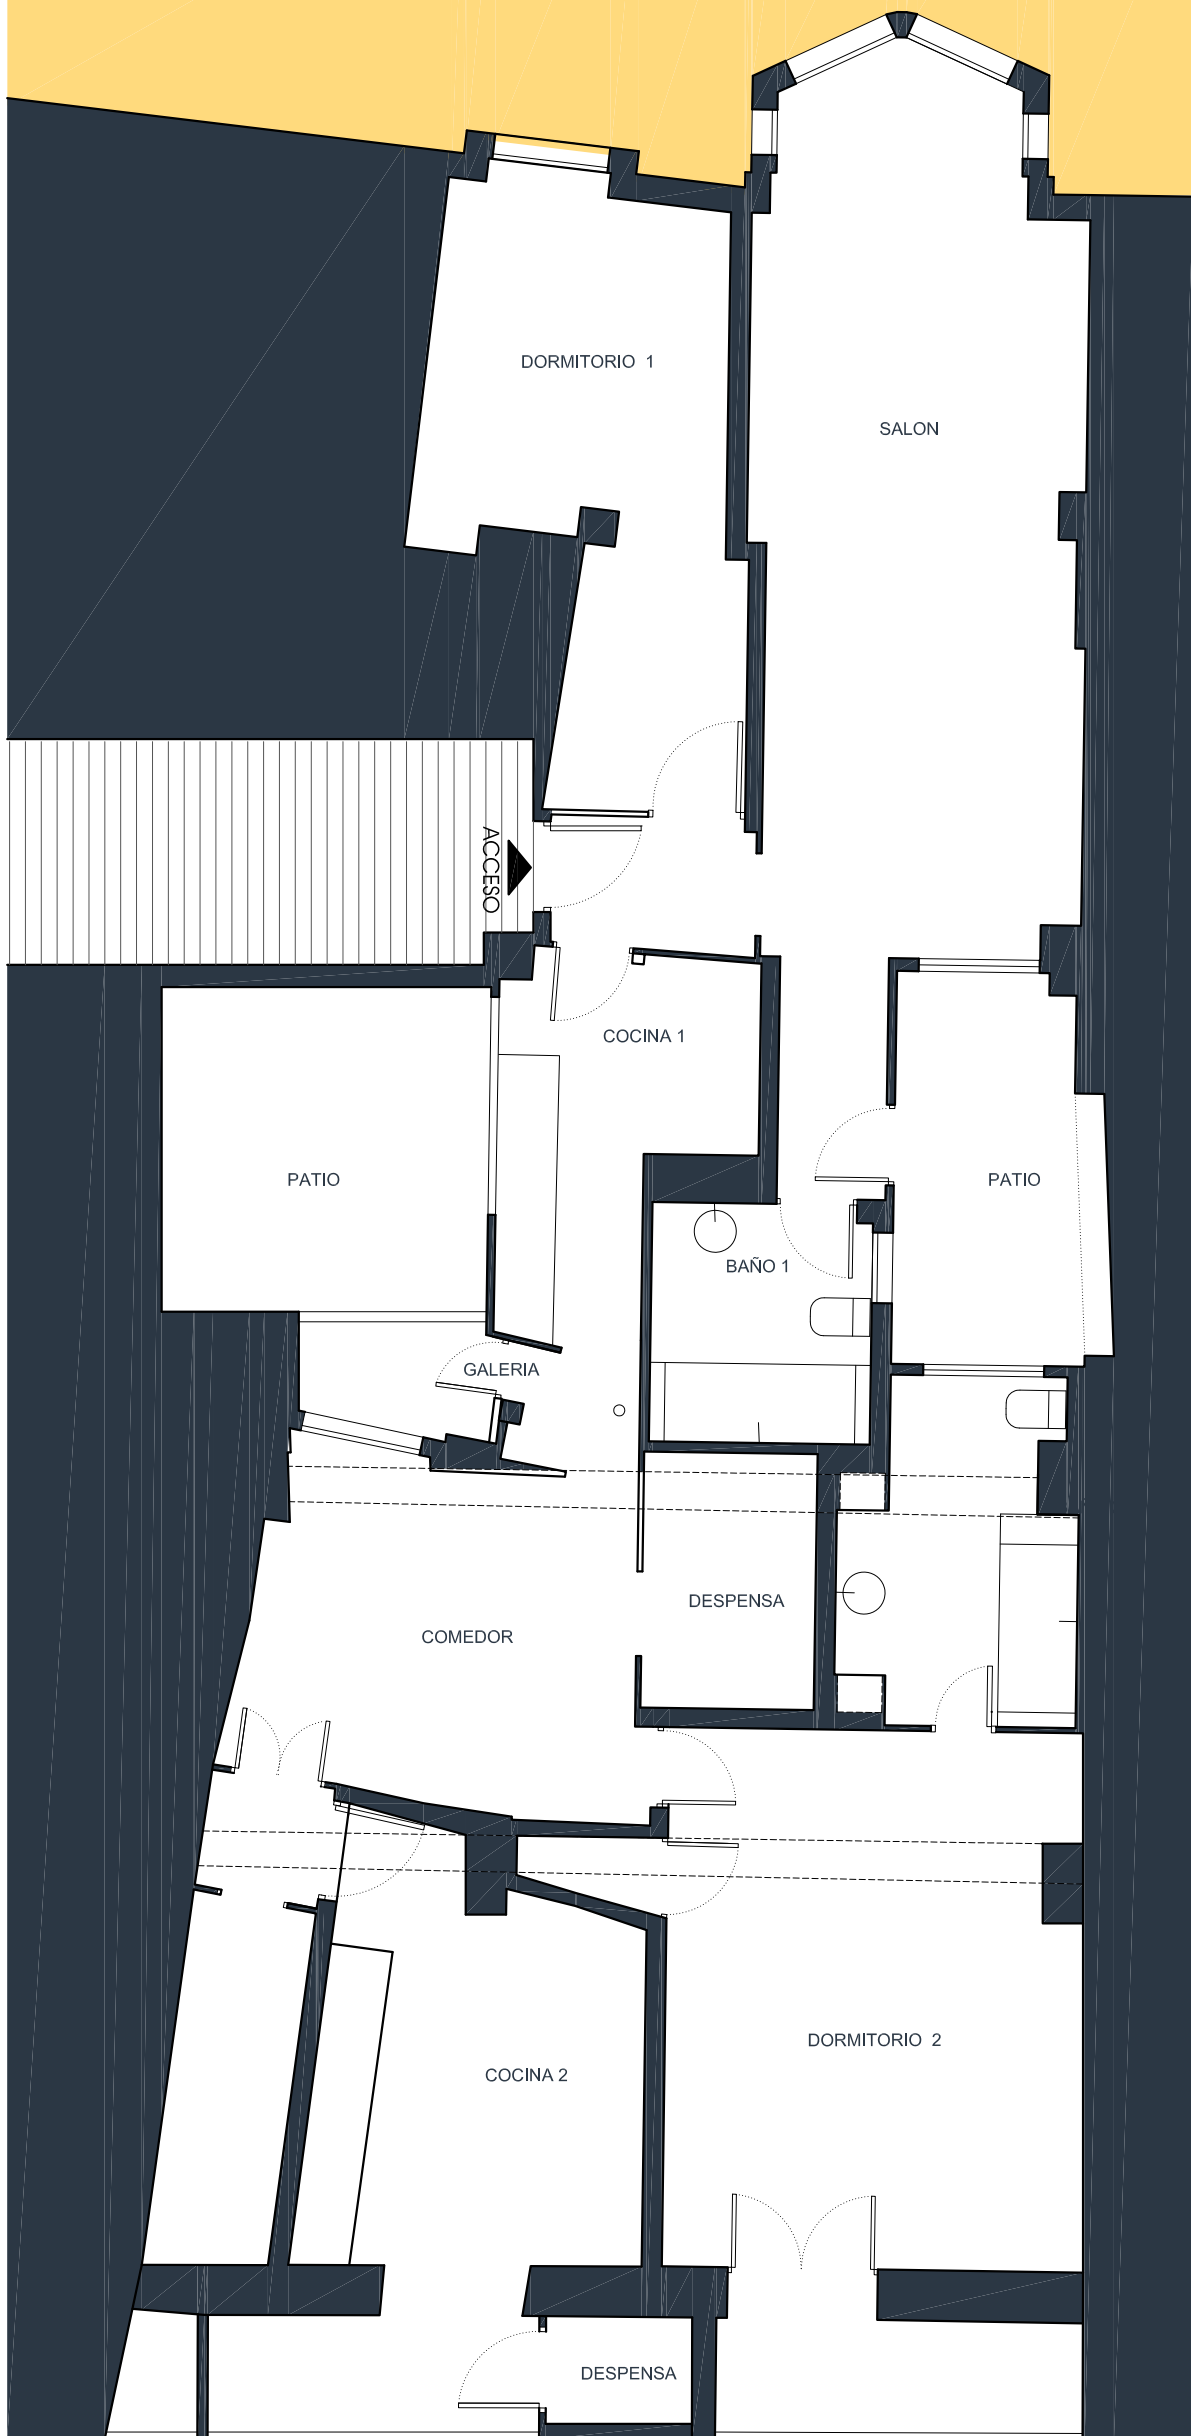 DORMITORIO 1
SALON
ACCESO
COCINA 1
PATIO
PATIO
BAÑO 1
GALERIA
DESPENSA
COMEDOR
DORMITORIO 2
COCINA 2
DESPENSA